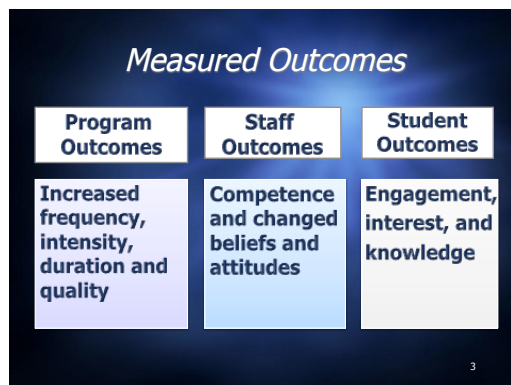 Measured Outcomes
Program
Outcomes
Staff
Outcomes
Student
Outcomes
Increased
frequency,
intensity,
duration and
quality
Competence
and changed
beliefs and
attitudes
Engagement,
interest, and
knowledge
3